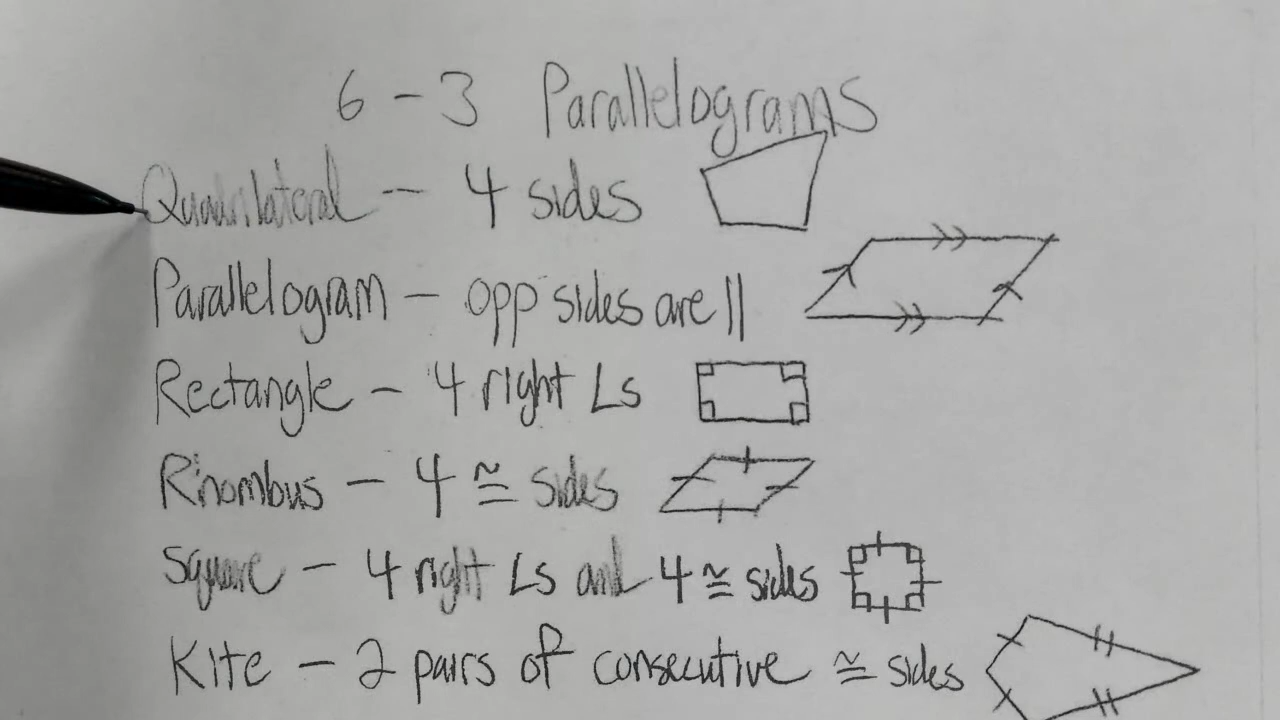 6 - 3 Parallelograms
Quadrilateral -- 4 sides
Parallelogram - opp sides are ||
Rectangle - 4 right ∠s
Rhombus - 4 ≅ sides
Square - 4 right ∠s and 4 ≅ sides
Kite - 2 pairs of consecutive ≅ sides